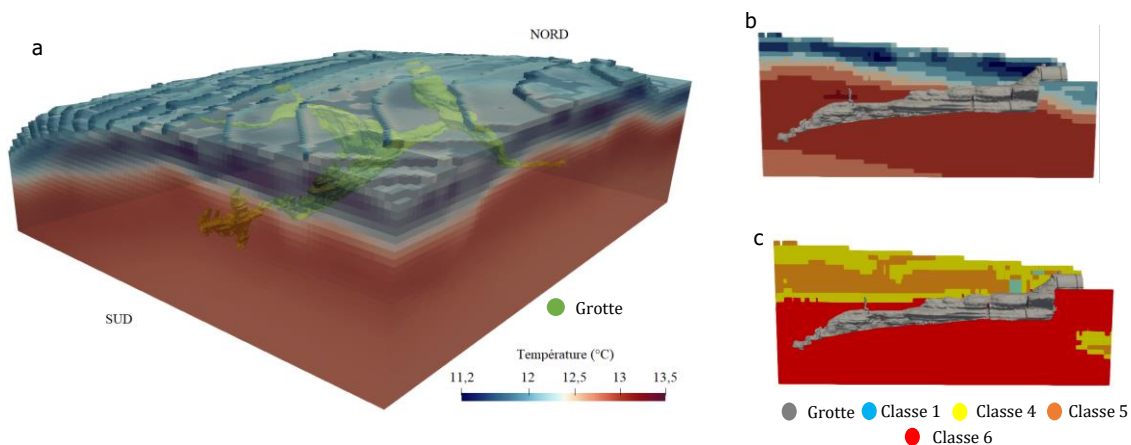 a
NORD
SUD
Grotte
Température (°C)
11,2 12 12,5 13 13,5
b
c
Grotte Classe 1 Classe 4 Classe 5
Classe 6